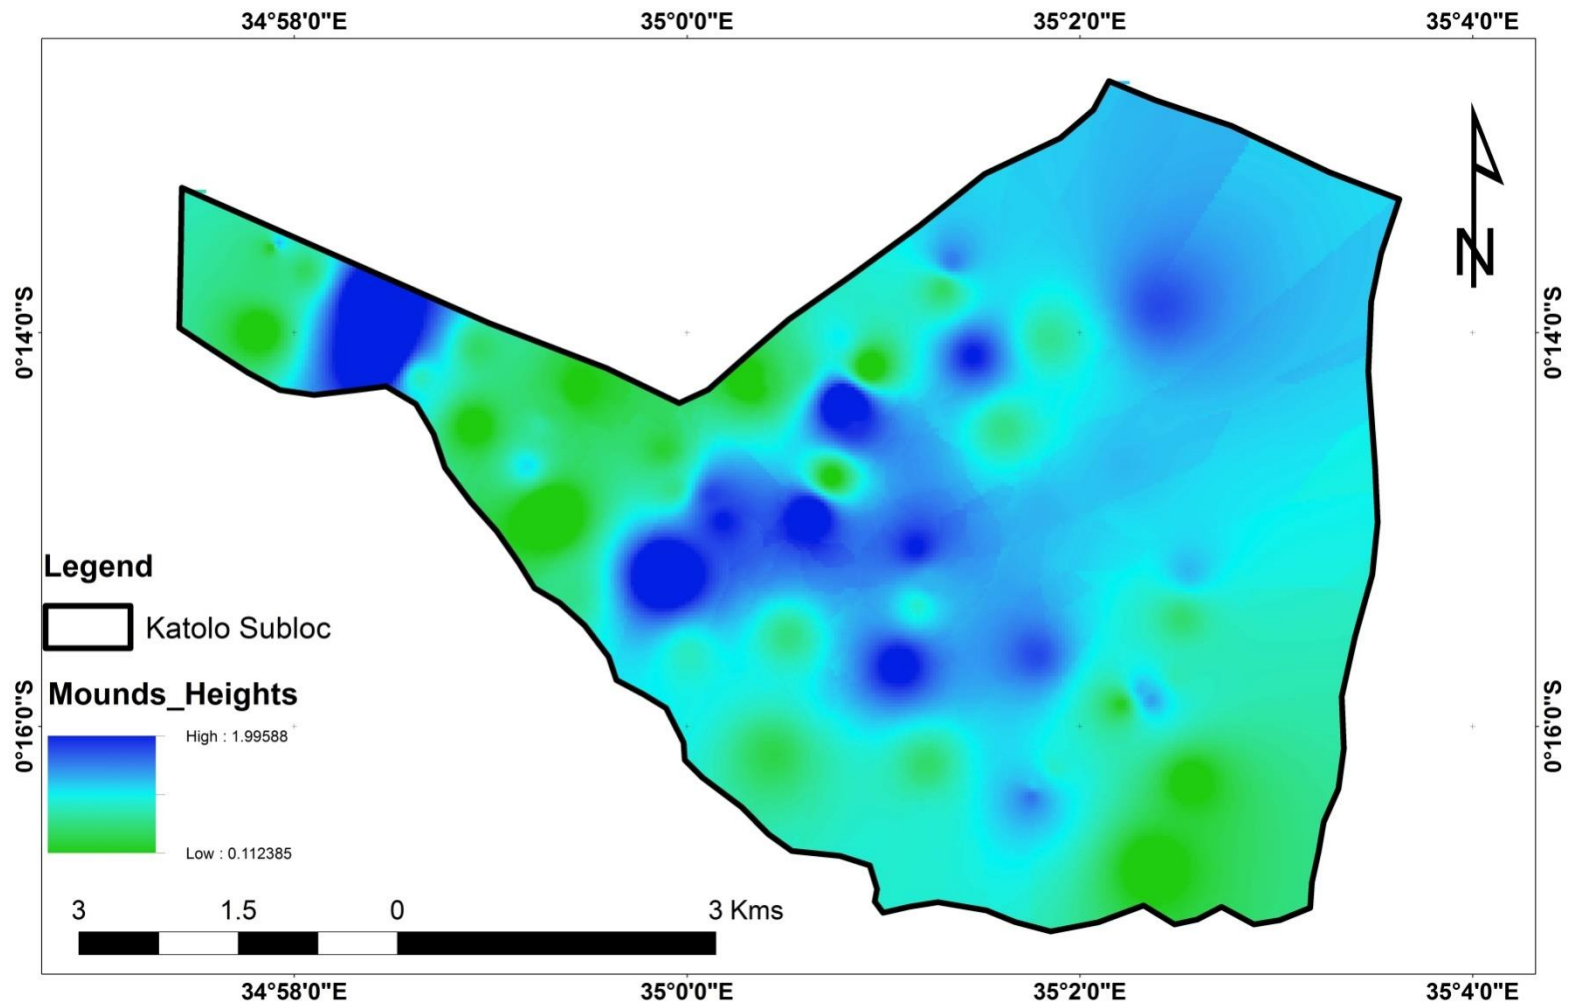 34°58'0"E 35°0'0"E 35°2'0"E 35°4'0"E
N
0°14'0"S 0°14'0"S
Legend
Katolo Subloc
Mounds_Heights
0°16'0"S 0°16'0"S
High : 1.99588
Low : 0.112385
3 1.5 0 3 Kms
34°58'0"E 35°0'0"E 35°2'0"E 35°4'0"E